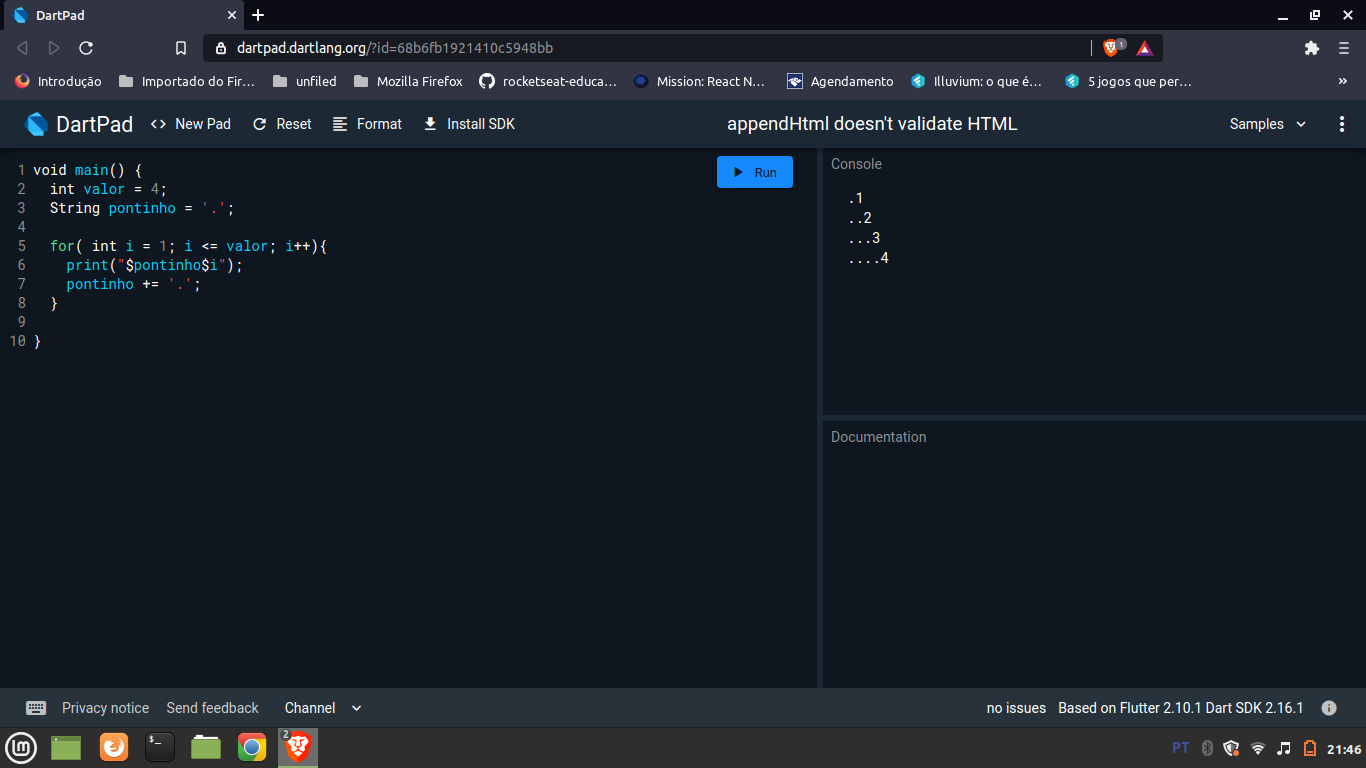 DartPad
dartpad.dartlang.org/?id=68b6fb1921410c5948bb
1
Introdução
Importado do Fir...
unfiled
Mozilla Firefox
rocketseat-educa...
Mission: React N...
Agendamento
Illuvium: o que é...
5 jogos que per...
»
DartPad
<> New Pad
Reset
Format
Install SDK
appendHtml doesn't validate HTML
Samples
1 void main() {
2   int valor = 4;
3   String pontinho = '.';
4
5   for( int i = 1; i <= valor; i++){
6     print("$pontinho$i");
7     pontinho += '.';
8   }
9
10 }
Run
Console
.1
..2
...3
....4
Documentation
Privacy notice
Send feedback
Channel
no issues
Based on Flutter 2.10.1 Dart SDK 2.16.1
$_
2
PT
21:46